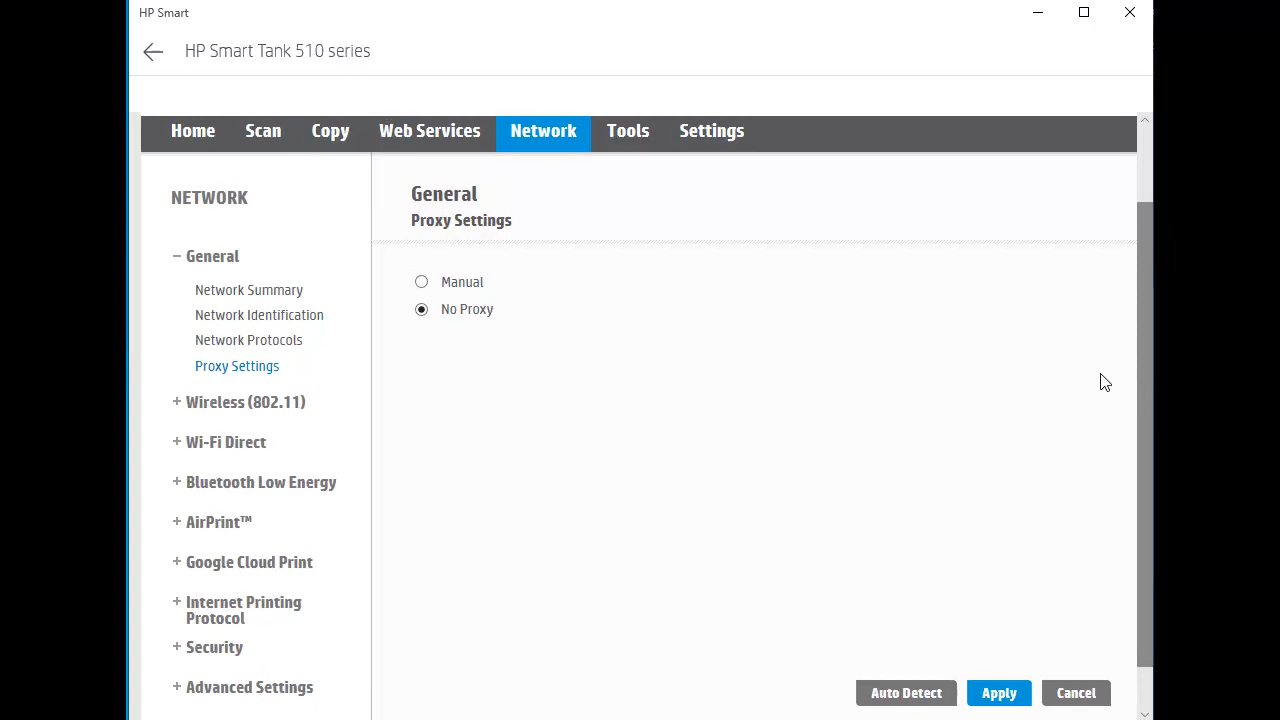 HP Smart
HP Smart Tank 510 series
Home Scan Copy Web Services Network Tools Settings
NETWORK
− General
Network Summary
Network Identification
Network Protocols
Proxy Settings
+ Wireless (802.11)
+ Wi-Fi Direct
+ Bluetooth Low Energy
+ AirPrint™
+ Google Cloud Print
+ Internet Printing
Protocol
+ Security
+ Advanced Settings
General
Proxy Settings
Manual
No Proxy
Auto Detect Apply Cancel